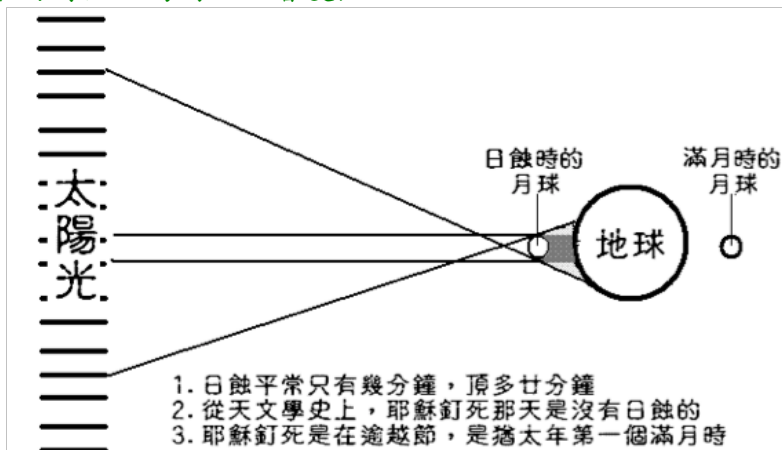 日蝕時的
月球
滿月時的
月球
太陽光
地球
1. 日蝕平常只有幾分鐘，頂多廿分鐘
2. 從天文學史上，耶穌釘死那天是沒有日蝕的
3. 耶穌釘死是在逾越節，是猶太年第一個滿月時